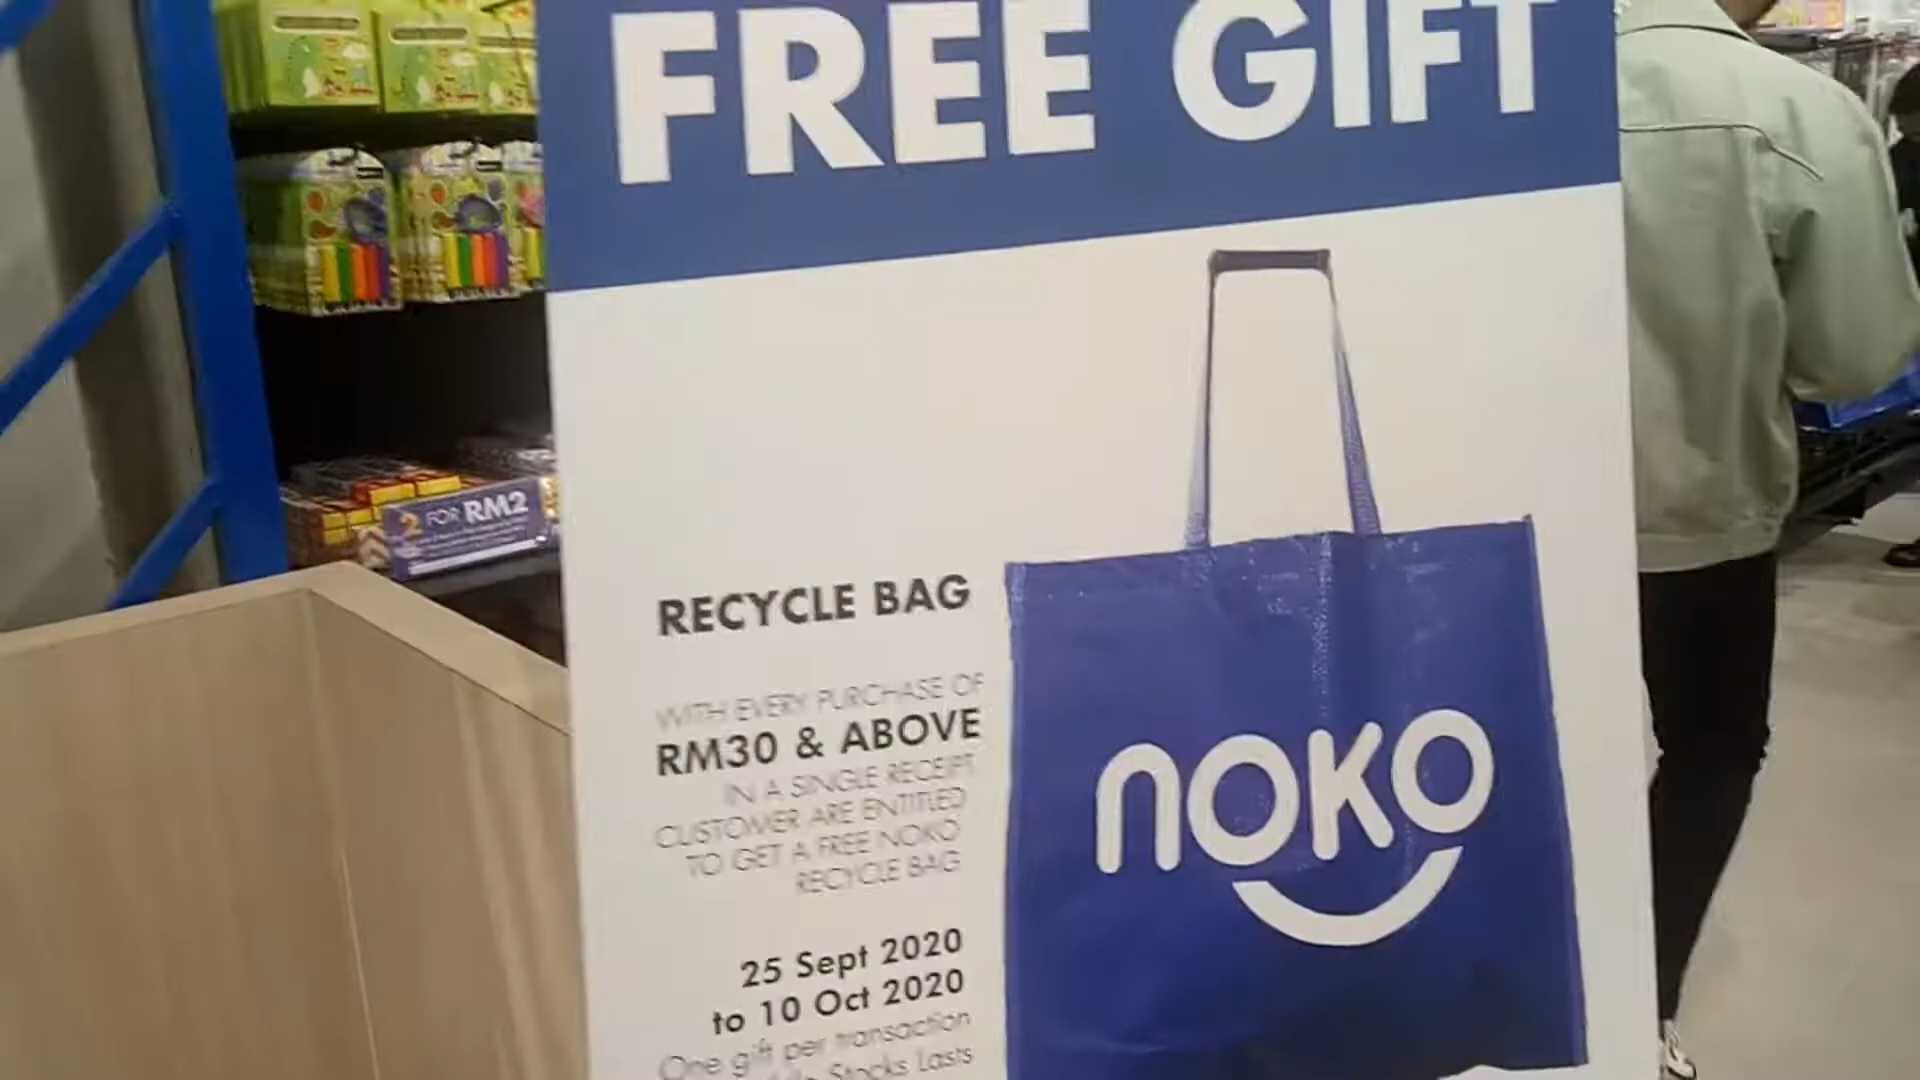 FREE GIFT
2 FOR RM2
RECYCLE BAG
WITH EVERY PURCHASE OF
RM30 & ABOVE
IN A SINGLE RECEIPT
CUSTOMER ARE ENTITLED
TO GET A FREE NOKO
RECYCLE BAG
noko
25 Sept 2020
to 10 Oct 2020
One gift per transaction
Stocks Lasts